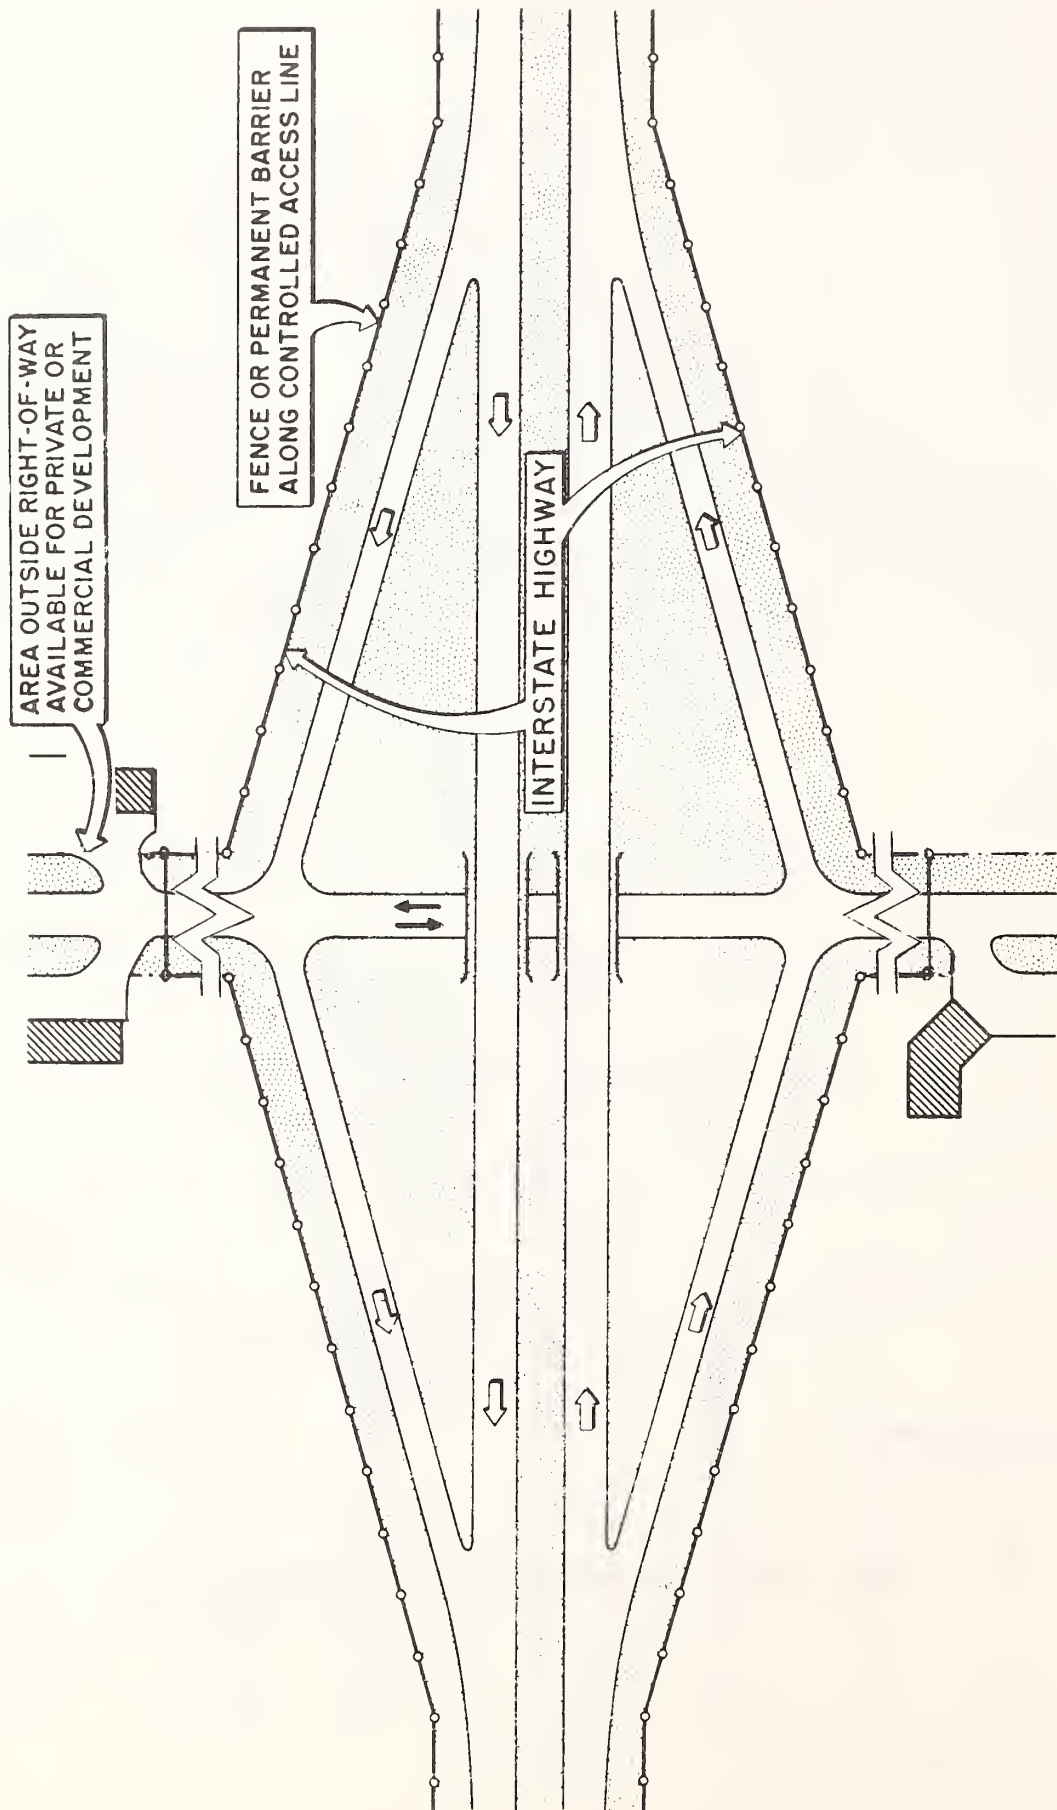 AREA OUTSIDE RIGHT-OF-WAY
AVAILABLE FOR PRIVATE OR
COMMERCIAL DEVELOPMENT
FENCE OR PERMANENT BARRIER
ALONG CONTROLLED ACCESS LINE
INTERSTATE HIGHWAY